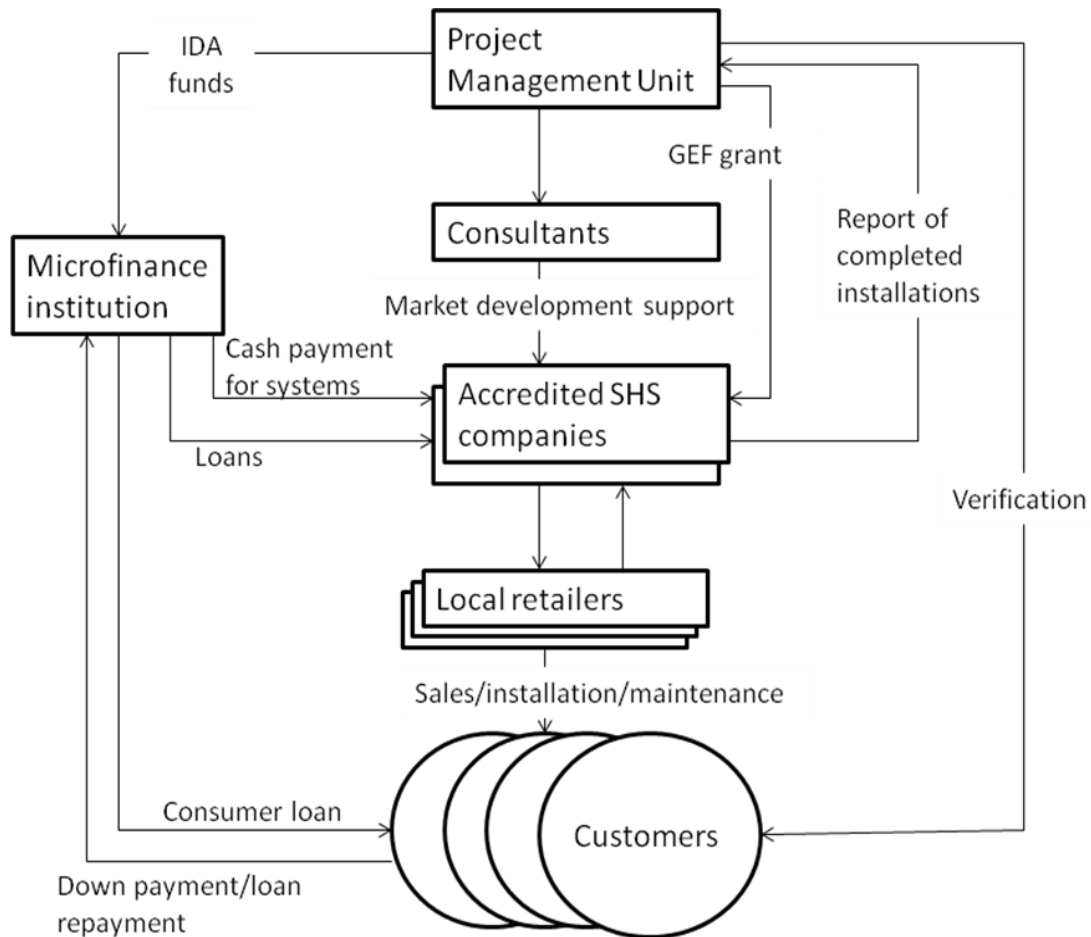 IDA
funds
Project
Management Unit
GEF grant
Consultants
Report of
completed
installations
Microfinance
institution
Market development support
Cash payment
for systems
Accredited SHS
companies
Loans
Verification
Local retailers
Sales/installation/maintenance
Consumer loan
Customers
Down payment/loan
repayment